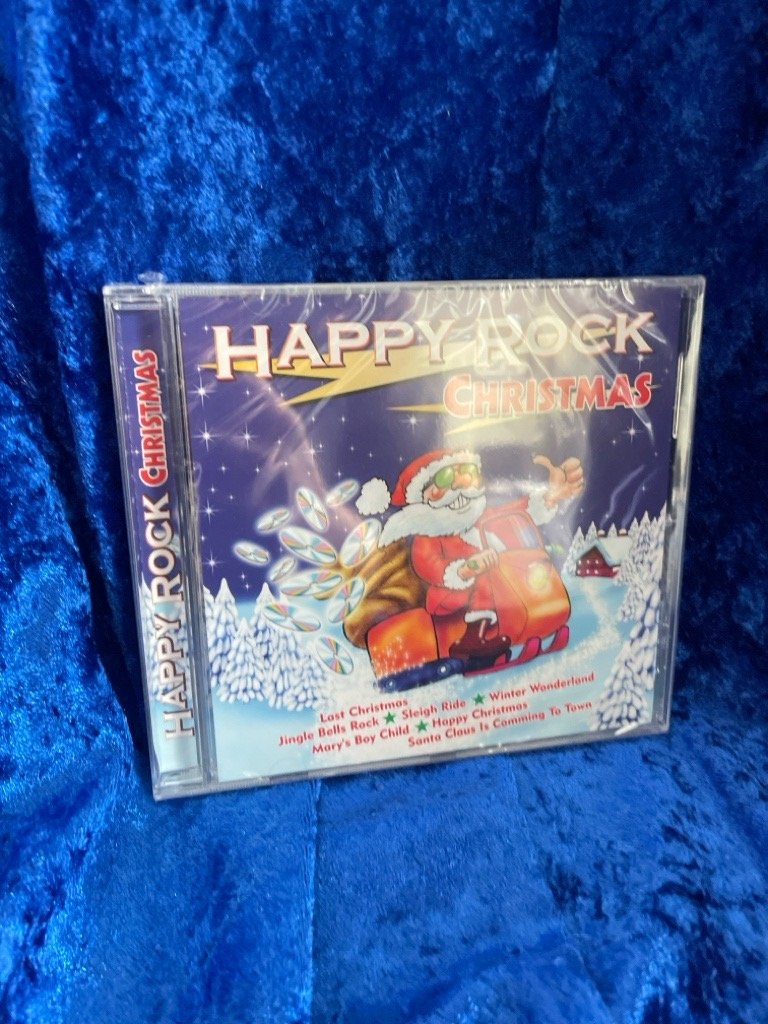 HAPPY ROCK CHRISTMAS
HAPPY ROCK
CHRISTMAS
Last Christmas
Jingle Bells Rock ★ Sleigh Ride ★ Winter Wonderland
Mary's Boy Child ★ Happy Christmas
Santa Claus Is Comming To Town